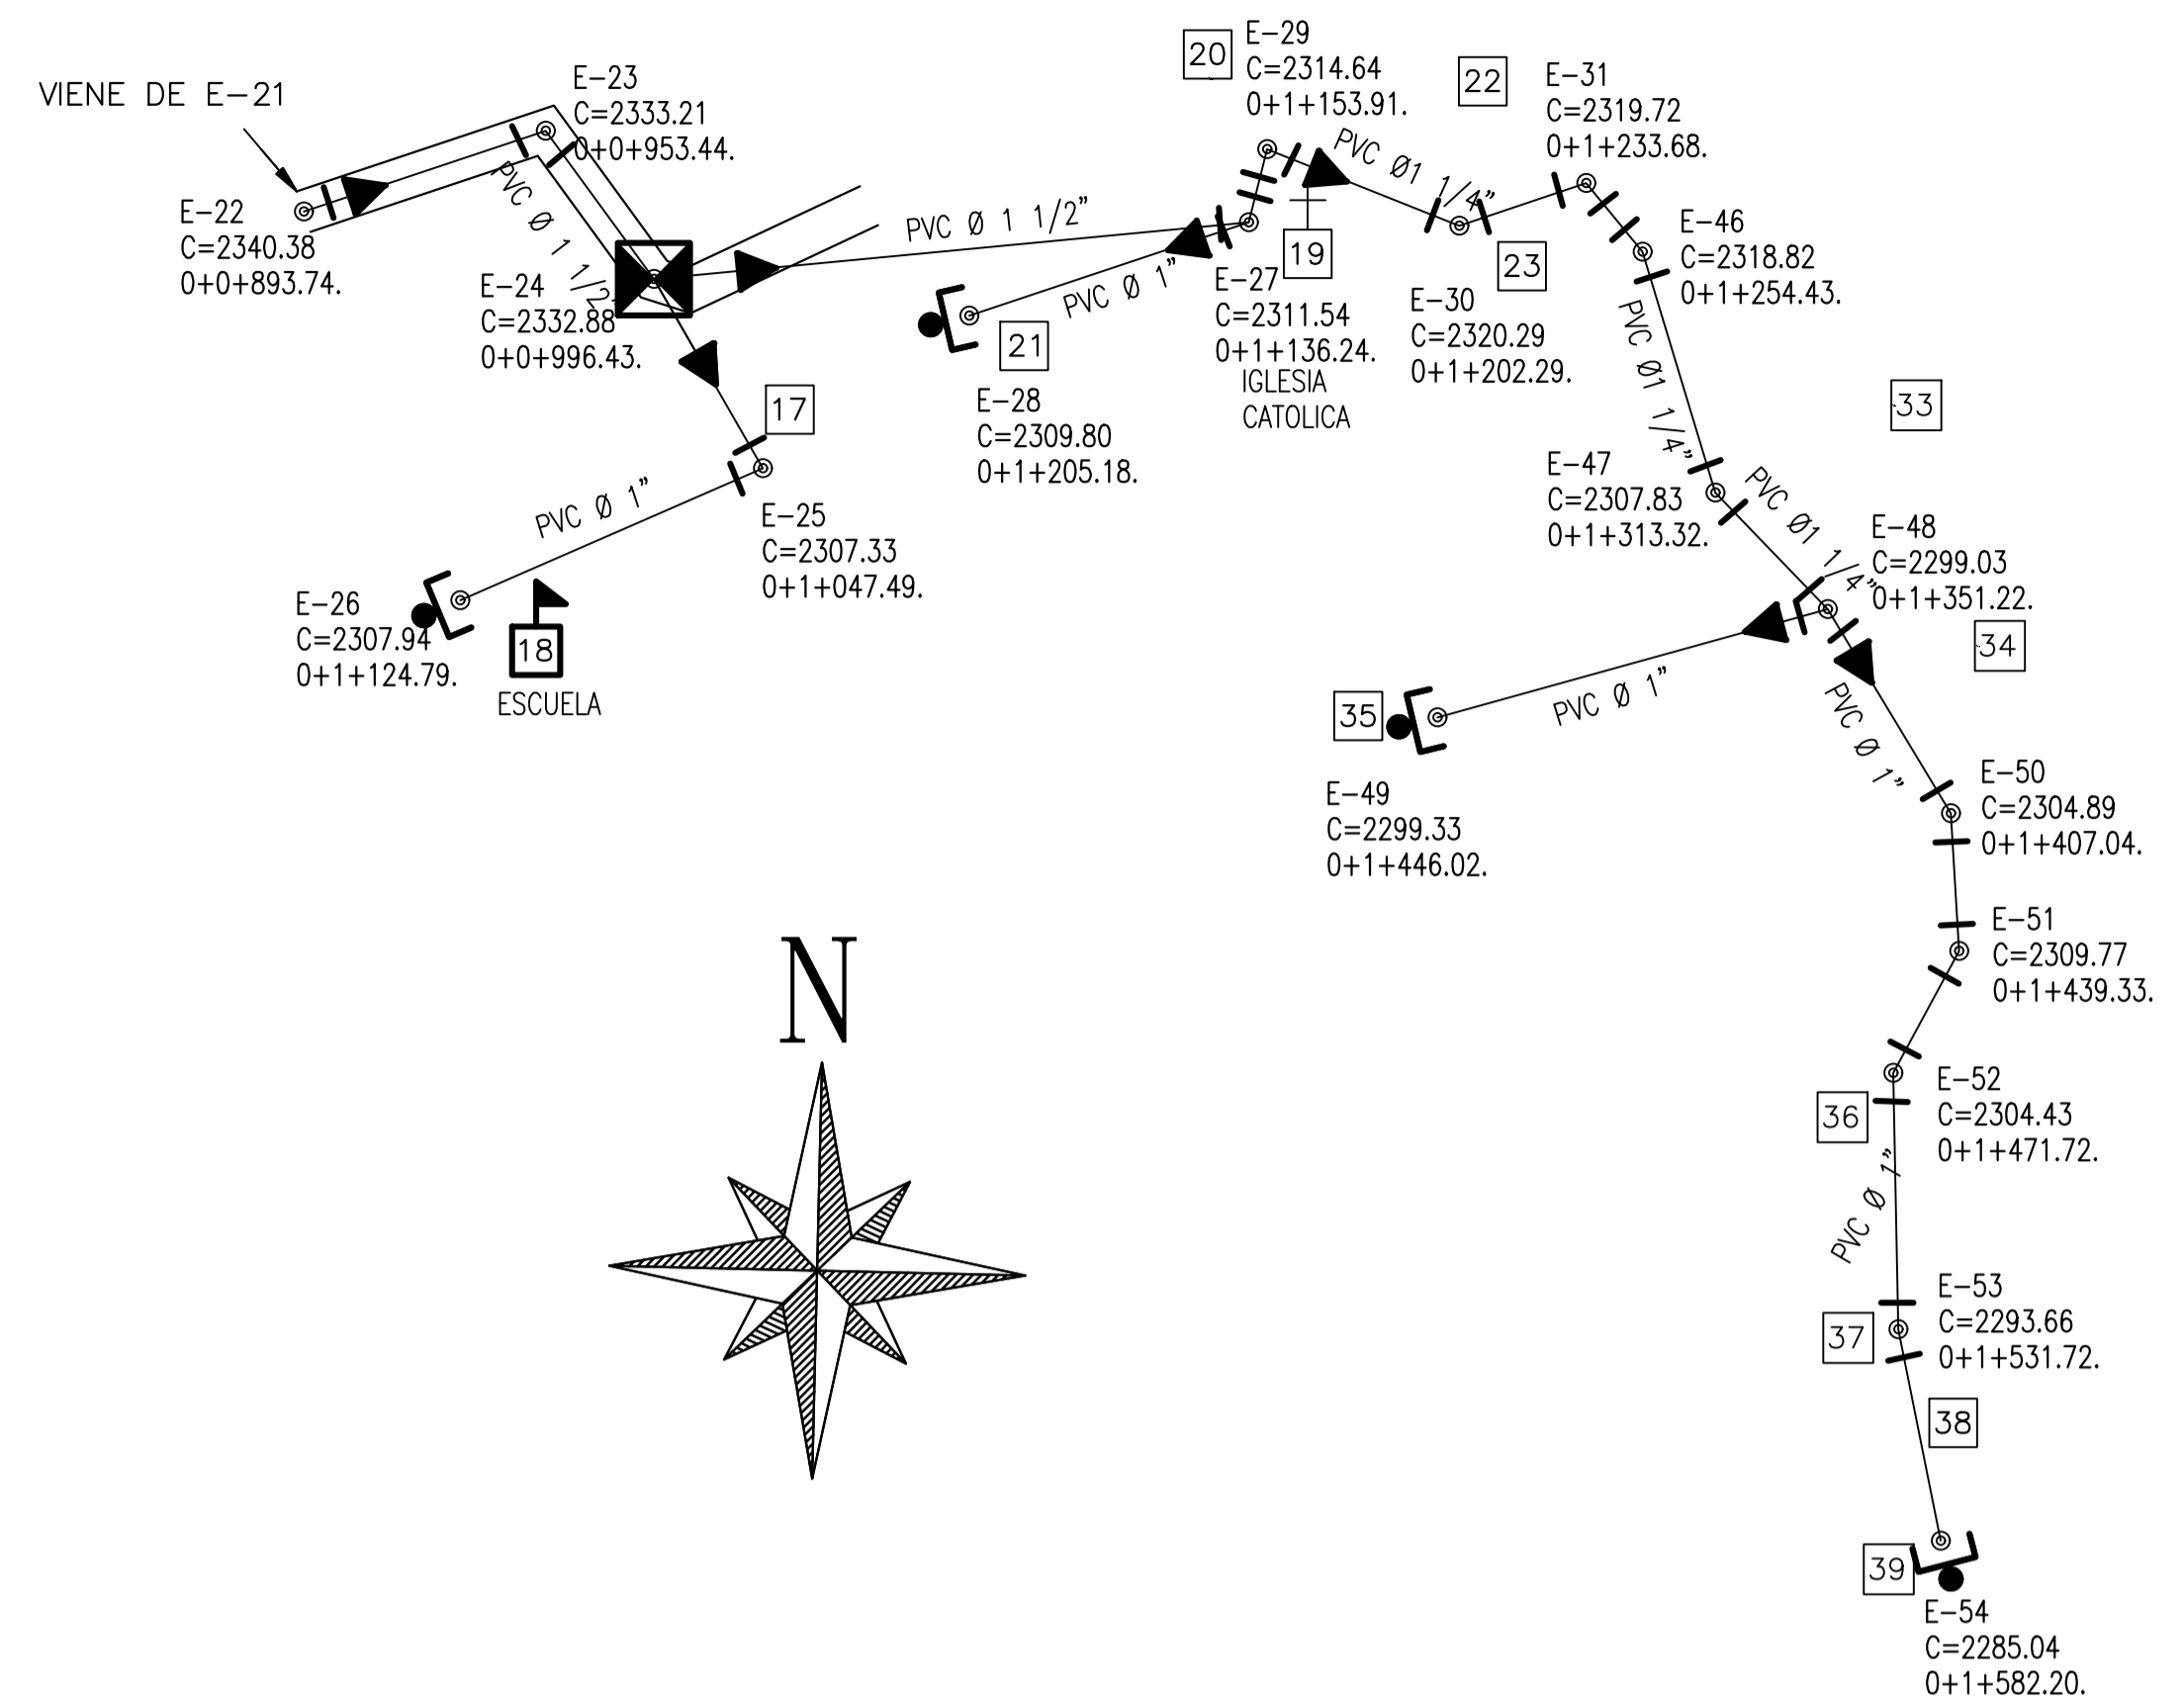 VIENE DE E-21
E-22
C=2340.38
0+0+893.74.
E-23
C=2333.21
0+0+953.44.
PVC Ø 1 1/2"
E-24
C=2332.88
0+0+996.43.
17
E-25
C=2307.33
0+1+047.49.
PVC Ø 1"
E-26
C=2307.94
0+1+124.79.
18
ESCUELA
PVC Ø 1 1/2"
PVC Ø 1"
21
E-28
C=2309.80
0+1+205.18.
20
E-29
C=2314.64
0+1+153.91.
19
E-27
C=2311.54
0+1+136.24.
IGLESIA
CATOLICA
PVC Ø1 1/4"
22
E-30
C=2320.29
0+1+202.29.
23
E-31
C=2319.72
0+1+233.68.
E-46
C=2318.82
0+1+254.43.
PVC Ø1 1/4"
33
E-47
C=2307.83
0+1+313.32.
PVC Ø1 1/4"
E-48
C=2299.03
0+1+351.22.
34
PVC Ø 1"
35
E-49
C=2299.33
0+1+446.02.
PVC Ø 1"
E-50
C=2304.89
0+1+407.04.
E-51
C=2309.77
0+1+439.33.
E-52
C=2304.43
0+1+471.72.
36
PVC Ø 1"
E-53
C=2293.66
0+1+531.72.
37
38
39
E-54
C=2285.04
0+1+582.20.
N